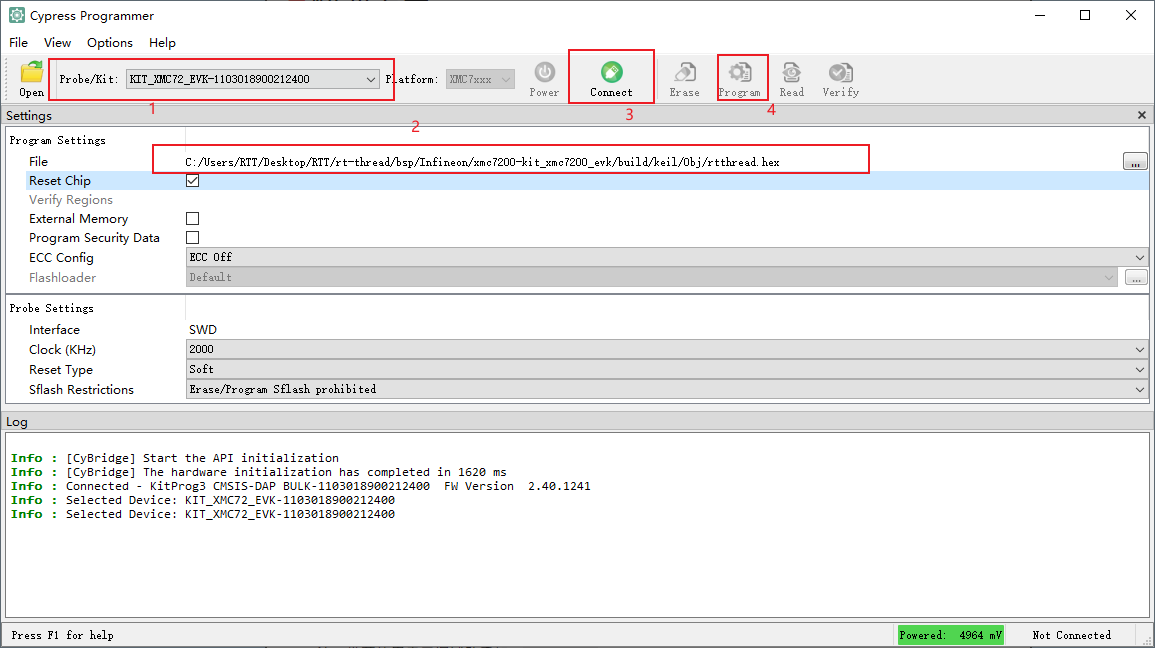 Cypress Programmer
File View Options Help
Open Probe/Kit: KIT_XMC72_EVK-1103018900212400 Platform: XMC7xxx Power Connect Erase Program Read Verify
1 2 3 4
Settings
Program Settings
File C:/Users/RTT/Desktop/RTT/rt-thread/bsp/Infineon/xmc7200-kit_xmc7200_evk/build/keil/Obj/rtthread.hex ...
Reset Chip
Verify Regions
External Memory
Program Security Data
ECC Config ECC Off
Flashloader Default ...
Probe Settings
Interface SWD
Clock (KHz) 2000
Reset Type Soft
Sflash Restrictions Erase/Program Sflash prohibited
Log
Info : [CyBridge] Start the API initialization
Info : [CyBridge] The hardware initialization has completed in 1620 ms
Info : Connected - KitProg3 CMSIS-DAP BULK-1103018900212400 FW Version 2.40.1241
Info : Selected Device: KIT_XMC72_EVK-1103018900212400
Info : Selected Device: KIT_XMC72_EVK-1103018900212400
Press F1 for help Powered: 4964 mV Not Connected